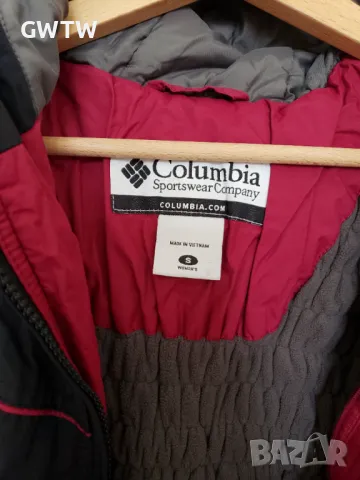 GWTW
Columbia
Sportswear Company
COLUMBIA.COM
MADE IN VIETNAM
S
WOMEN'S
BAZAR